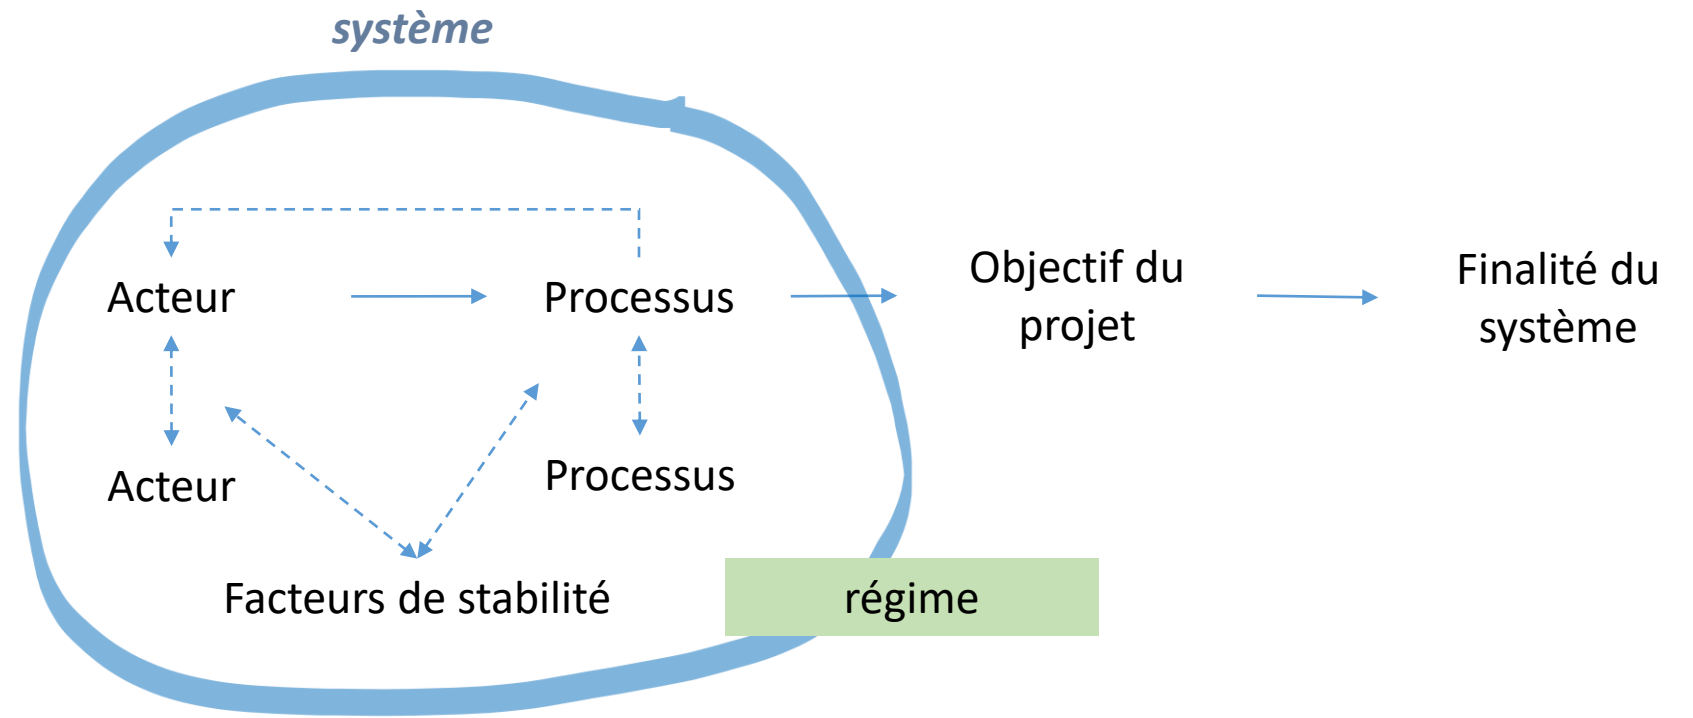 système
Acteur
Processus
Objectif du
projet
Finalité du
système
Acteur
Processus
Facteurs de stabilité
régime